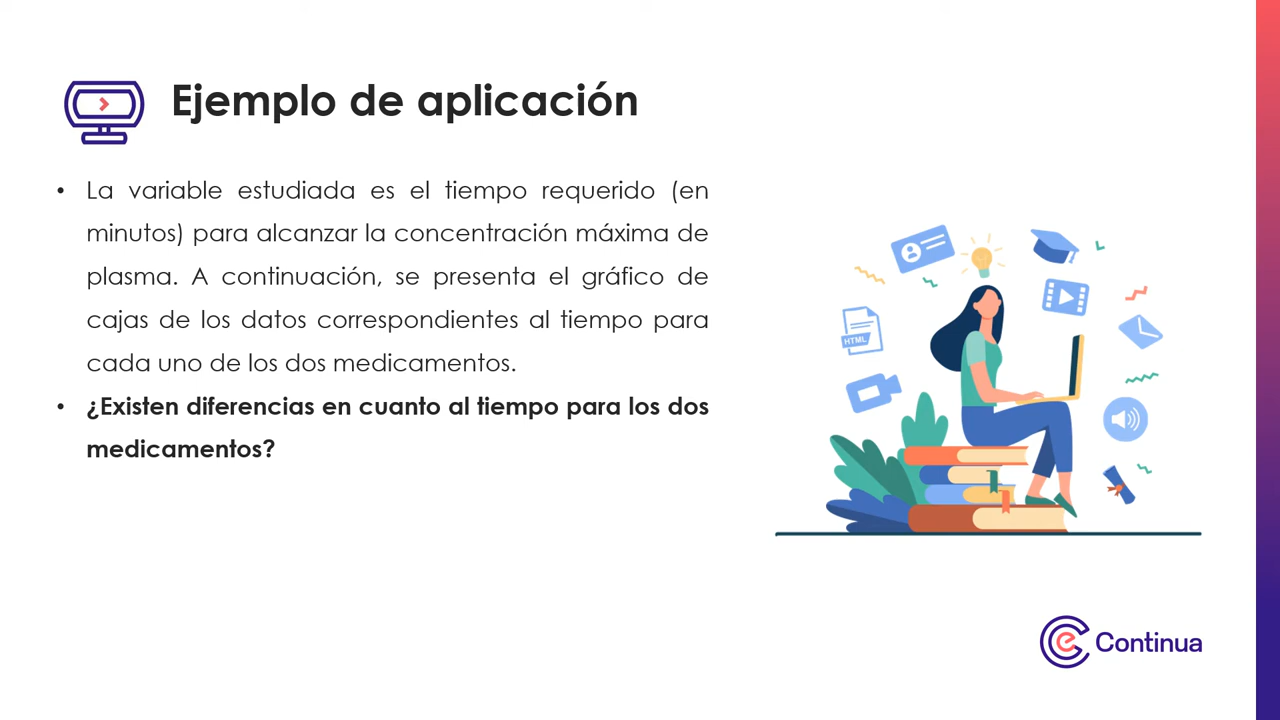 Ejemplo de aplicación
• La variable estudiada es el tiempo requerido (en
minutos) para alcanzar la concentración máxima de
plasma. A continuación, se presenta el gráfico de
cajas de los datos correspondientes al tiempo para
cada uno de los dos medicamentos.
• ¿Existen diferencias en cuanto al tiempo para los dos
medicamentos?
HTML
e Continua